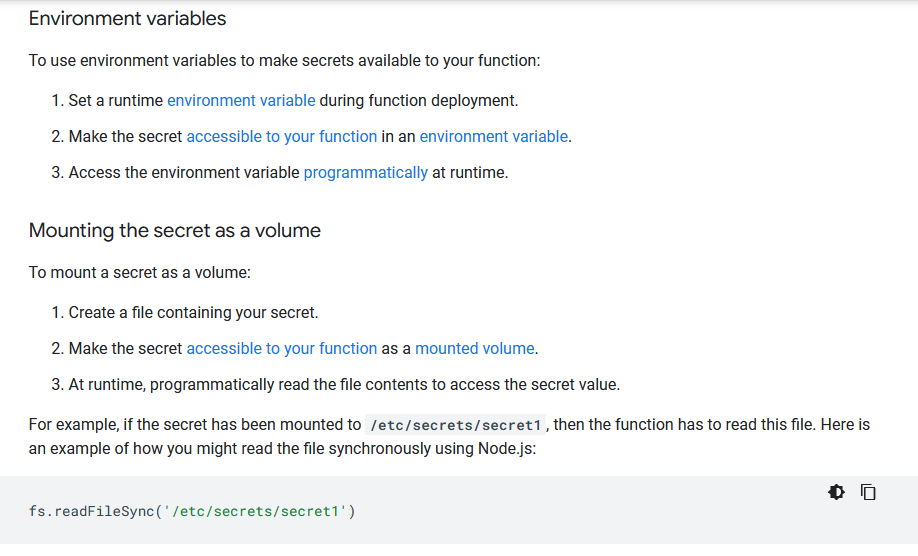 Environment variables
To use environment variables to make secrets available to your function:
1. Set a runtime environment variable during function deployment.
2. Make the secret accessible to your function in an environment variable.
3. Access the environment variable programmatically at runtime.
Mounting the secret as a volume
To mount a secret as a volume:
1. Create a file containing your secret.
2. Make the secret accessible to your function as a mounted volume.
3. At runtime, programmatically read the file contents to access the secret value.
For example, if the secret has been mounted to /etc/secrets/secret1, then the function has to read this file. Here is
an example of how you might read the file synchronously using Node.js:
fs.readFileSync('/etc/secrets/secret1')